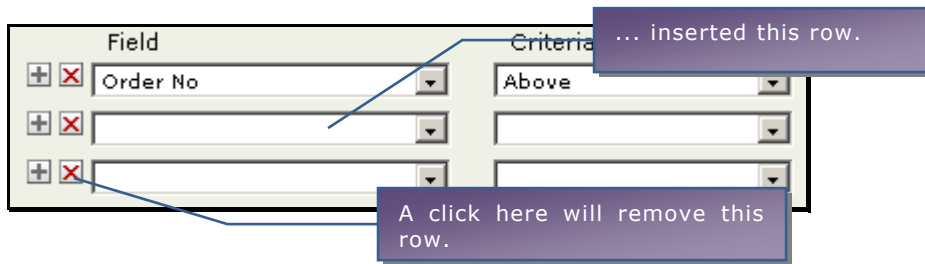 Field Criteria
... inserted this row.
Order No Above
A click here will remove this
row.